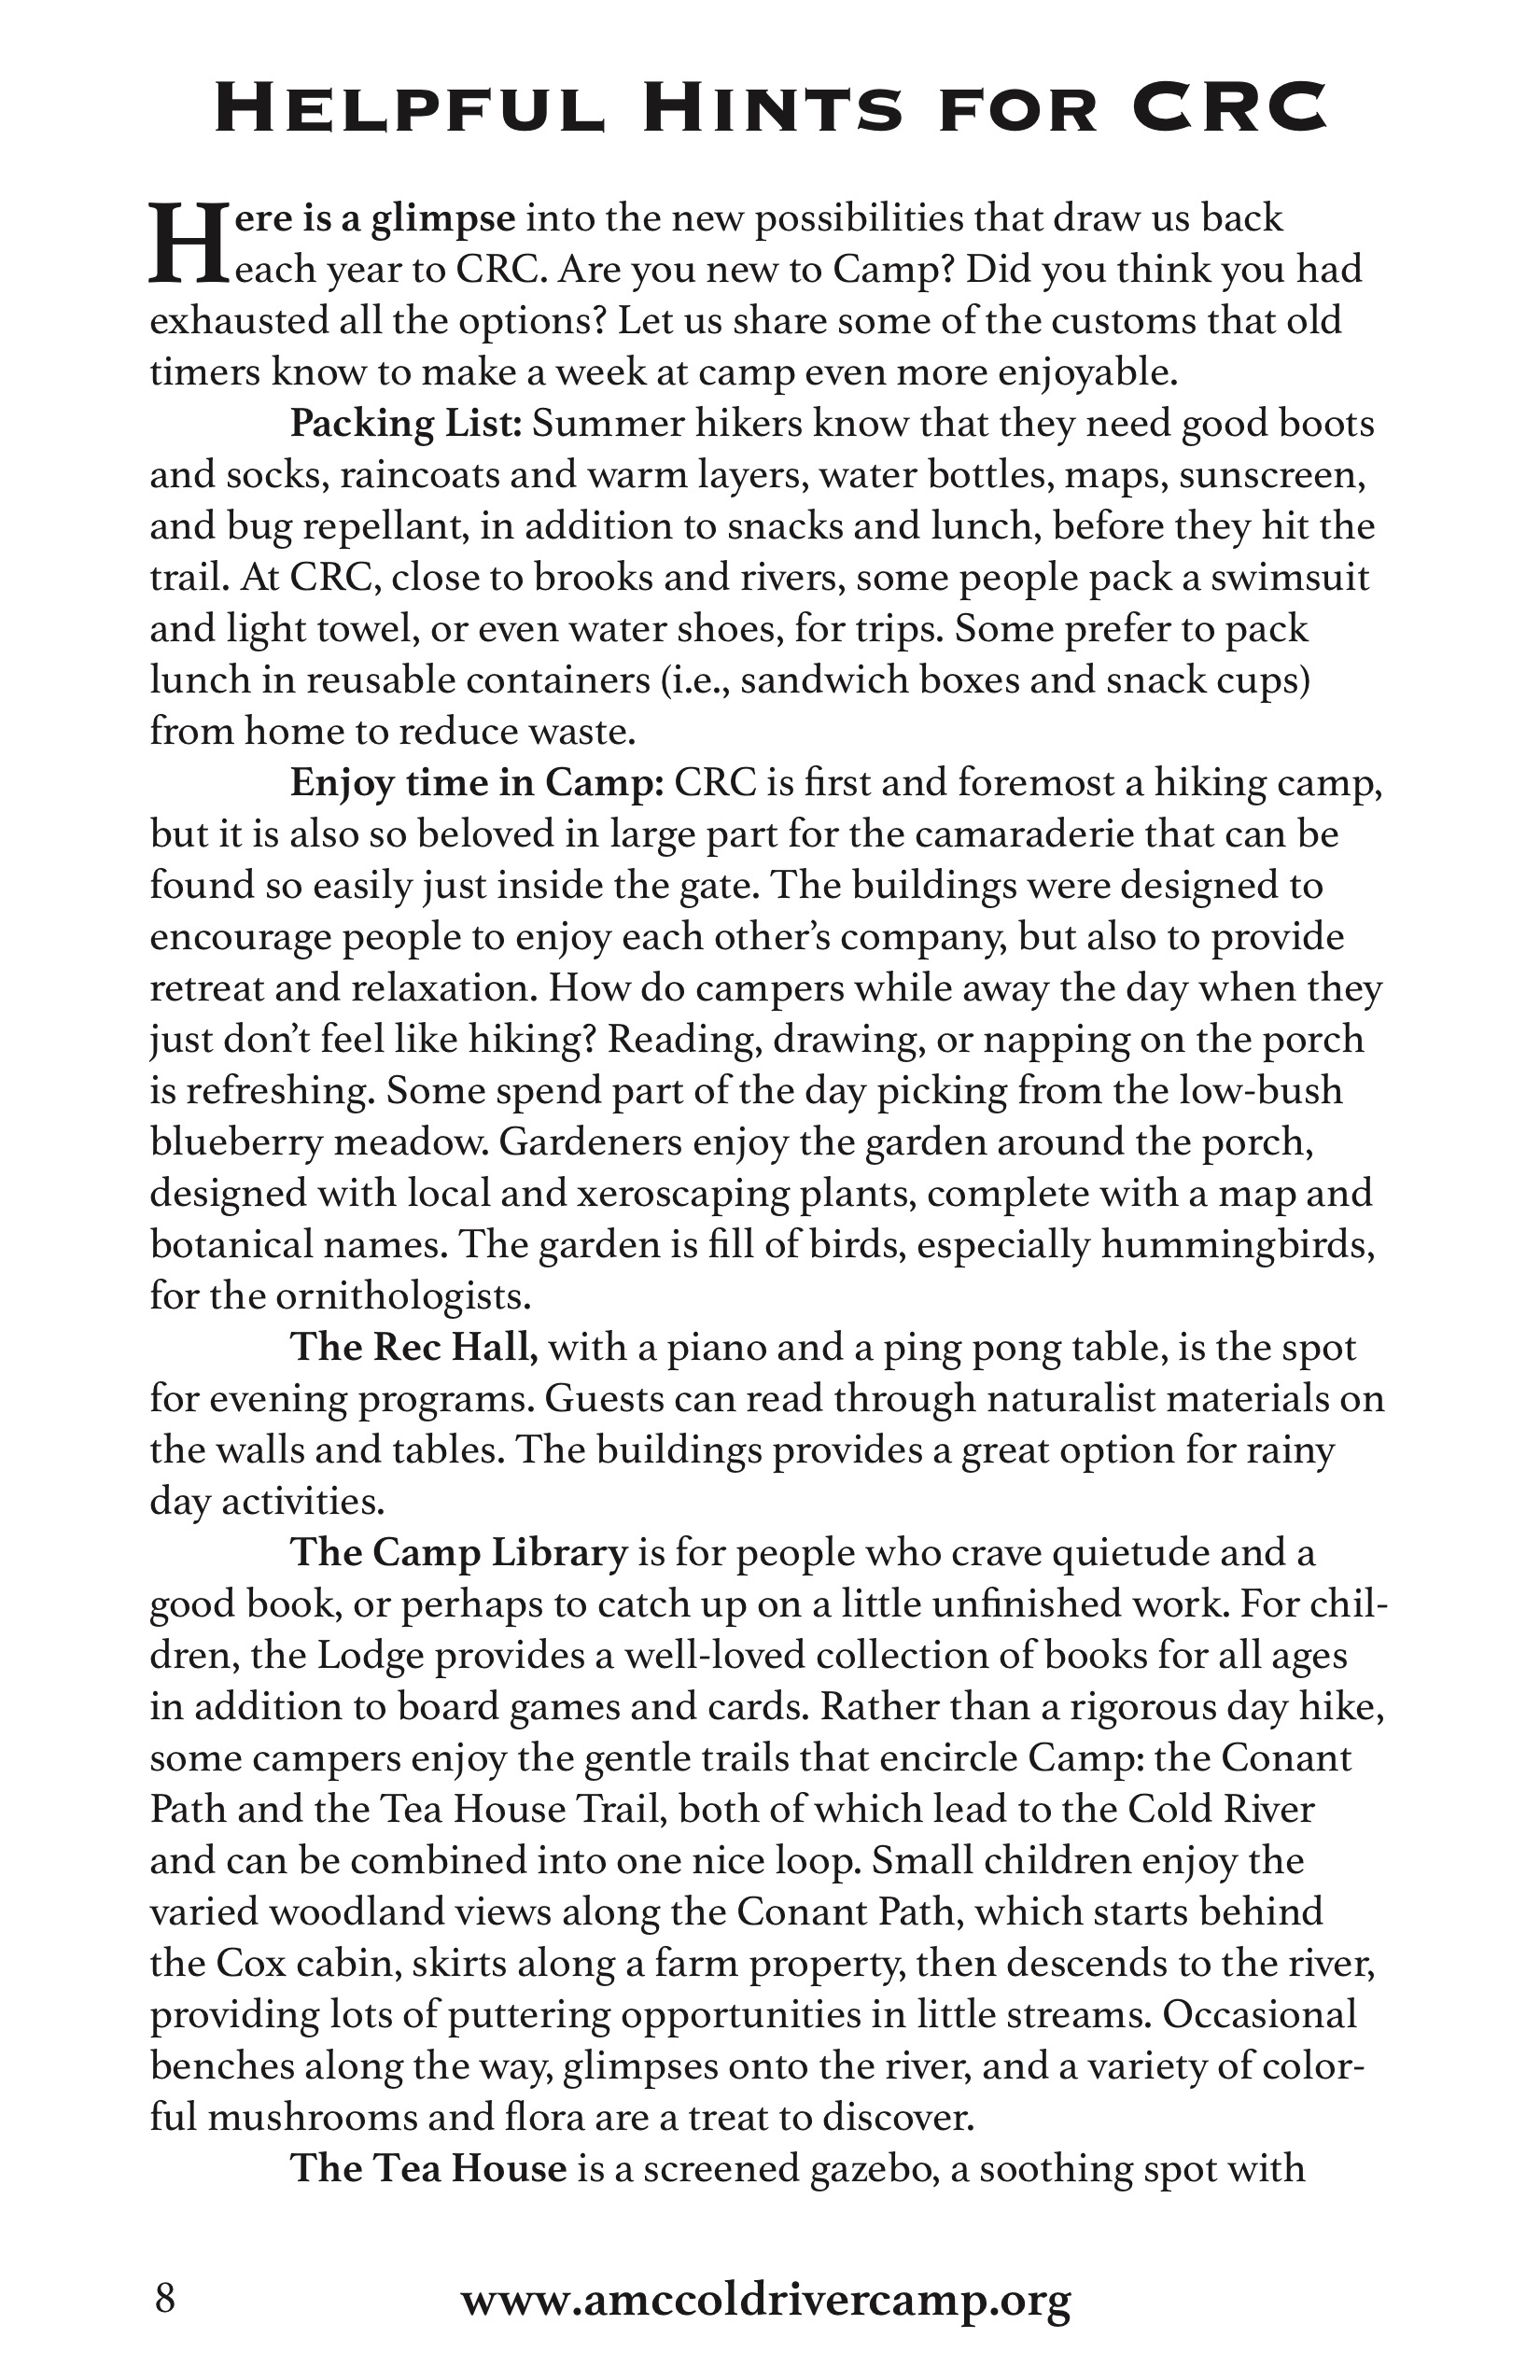 Helpful Hints for CRC
Here is a glimpse into the new possibilities that draw us back
each year to CRC. Are you new to Camp? Did you think you had
exhausted all the options? Let us share some of the customs that old
timers know to make a week at camp even more enjoyable.
Packing List: Summer hikers know that they need good boots
and socks, raincoats and warm layers, water bottles, maps, sunscreen,
and bug repellant, in addition to snacks and lunch, before they hit the
trail. At CRC, close to brooks and rivers, some people pack a swimsuit
and light towel, or even water shoes, for trips. Some prefer to pack
lunch in reusable containers (i.e., sandwich boxes and snack cups)
from home to reduce waste.
Enjoy time in Camp: CRC is first and foremost a hiking camp,
but it is also so beloved in large part for the camaraderie that can be
found so easily just inside the gate. The buildings were designed to
encourage people to enjoy each other’s company, but also to provide
retreat and relaxation. How do campers while away the day when they
just don’t feel like hiking? Reading, drawing, or napping on the porch
is refreshing. Some spend part of the day picking from the low-bush
blueberry meadow. Gardeners enjoy the garden around the porch,
designed with local and xeroscaping plants, complete with a map and
botanical names. The garden is fill of birds, especially hummingbirds,
for the ornithologists.
The Rec Hall, with a piano and a ping pong table, is the spot
for evening programs. Guests can read through naturalist materials on
the walls and tables. The buildings provides a great option for rainy
day activities.
The Camp Library is for people who crave quietude and a
good book, or perhaps to catch up on a little unfinished work. For chil-
dren, the Lodge provides a well-loved collection of books for all ages
in addition to board games and cards. Rather than a rigorous day hike,
some campers enjoy the gentle trails that encircle Camp: the Conant
Path and the Tea House Trail, both of which lead to the Cold River
and can be combined into one nice loop. Small children enjoy the
varied woodland views along the Conant Path, which starts behind
the Cox cabin, skirts along a farm property, then descends to the river,
providing lots of puttering opportunities in little streams. Occasional
benches along the way, glimpses onto the river, and a variety of color-
ful mushrooms and flora are a treat to discover.
The Tea House is a screened gazebo, a soothing spot with
8 www.amccoldrivercamp.org